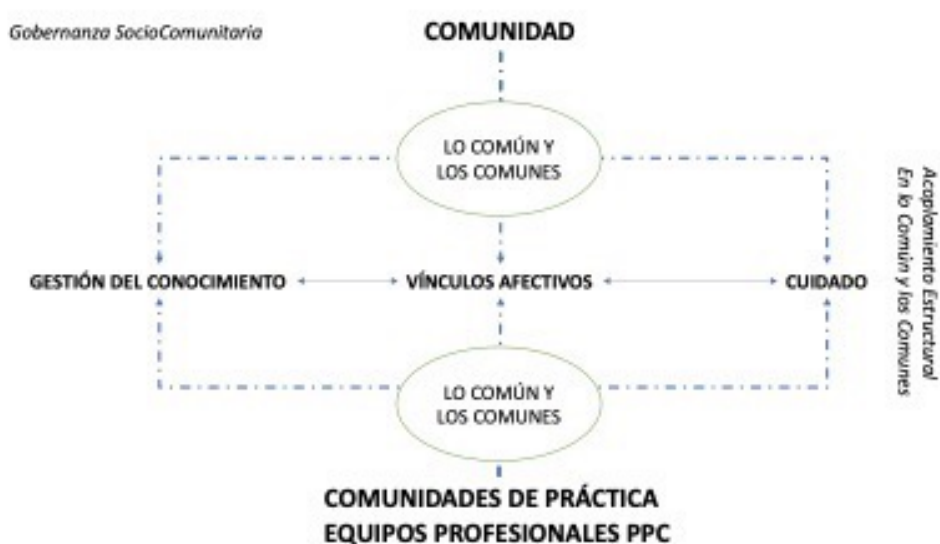 Gobernanza SocioComunitaria
COMUNIDAD
LO COMÚN Y
LOS COMUNES
GESTIÓN DEL CONOCIMIENTO
VÍNCULOS AFECTIVOS
CUIDADO
Acoplamiento Estructural
En lo Común y los Comunes
LO COMÚN Y
LOS COMUNES
COMUNIDADES DE PRÁCTICA
EQUIPOS PROFESIONALES PPC